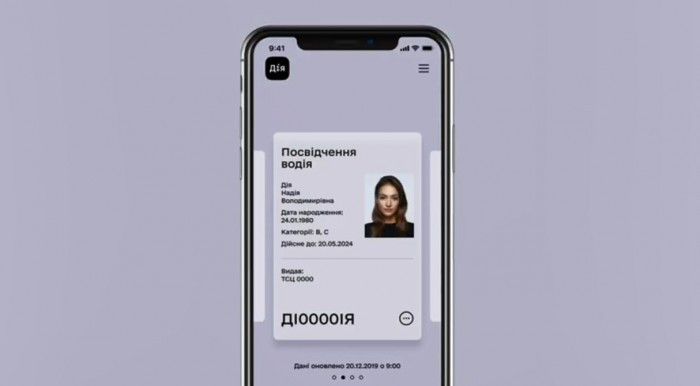 9:41
Дія
Посвідчення
водія
Дія
Надія
Володимирівна
Дата народження:
24.01.1980
Категорії: B, C
Дійсне до: 20.05.2024
Видав:
ТСЦ 0000
ДІ0000ІЯ
Дані оновлено 20.12.2019 о 9:00